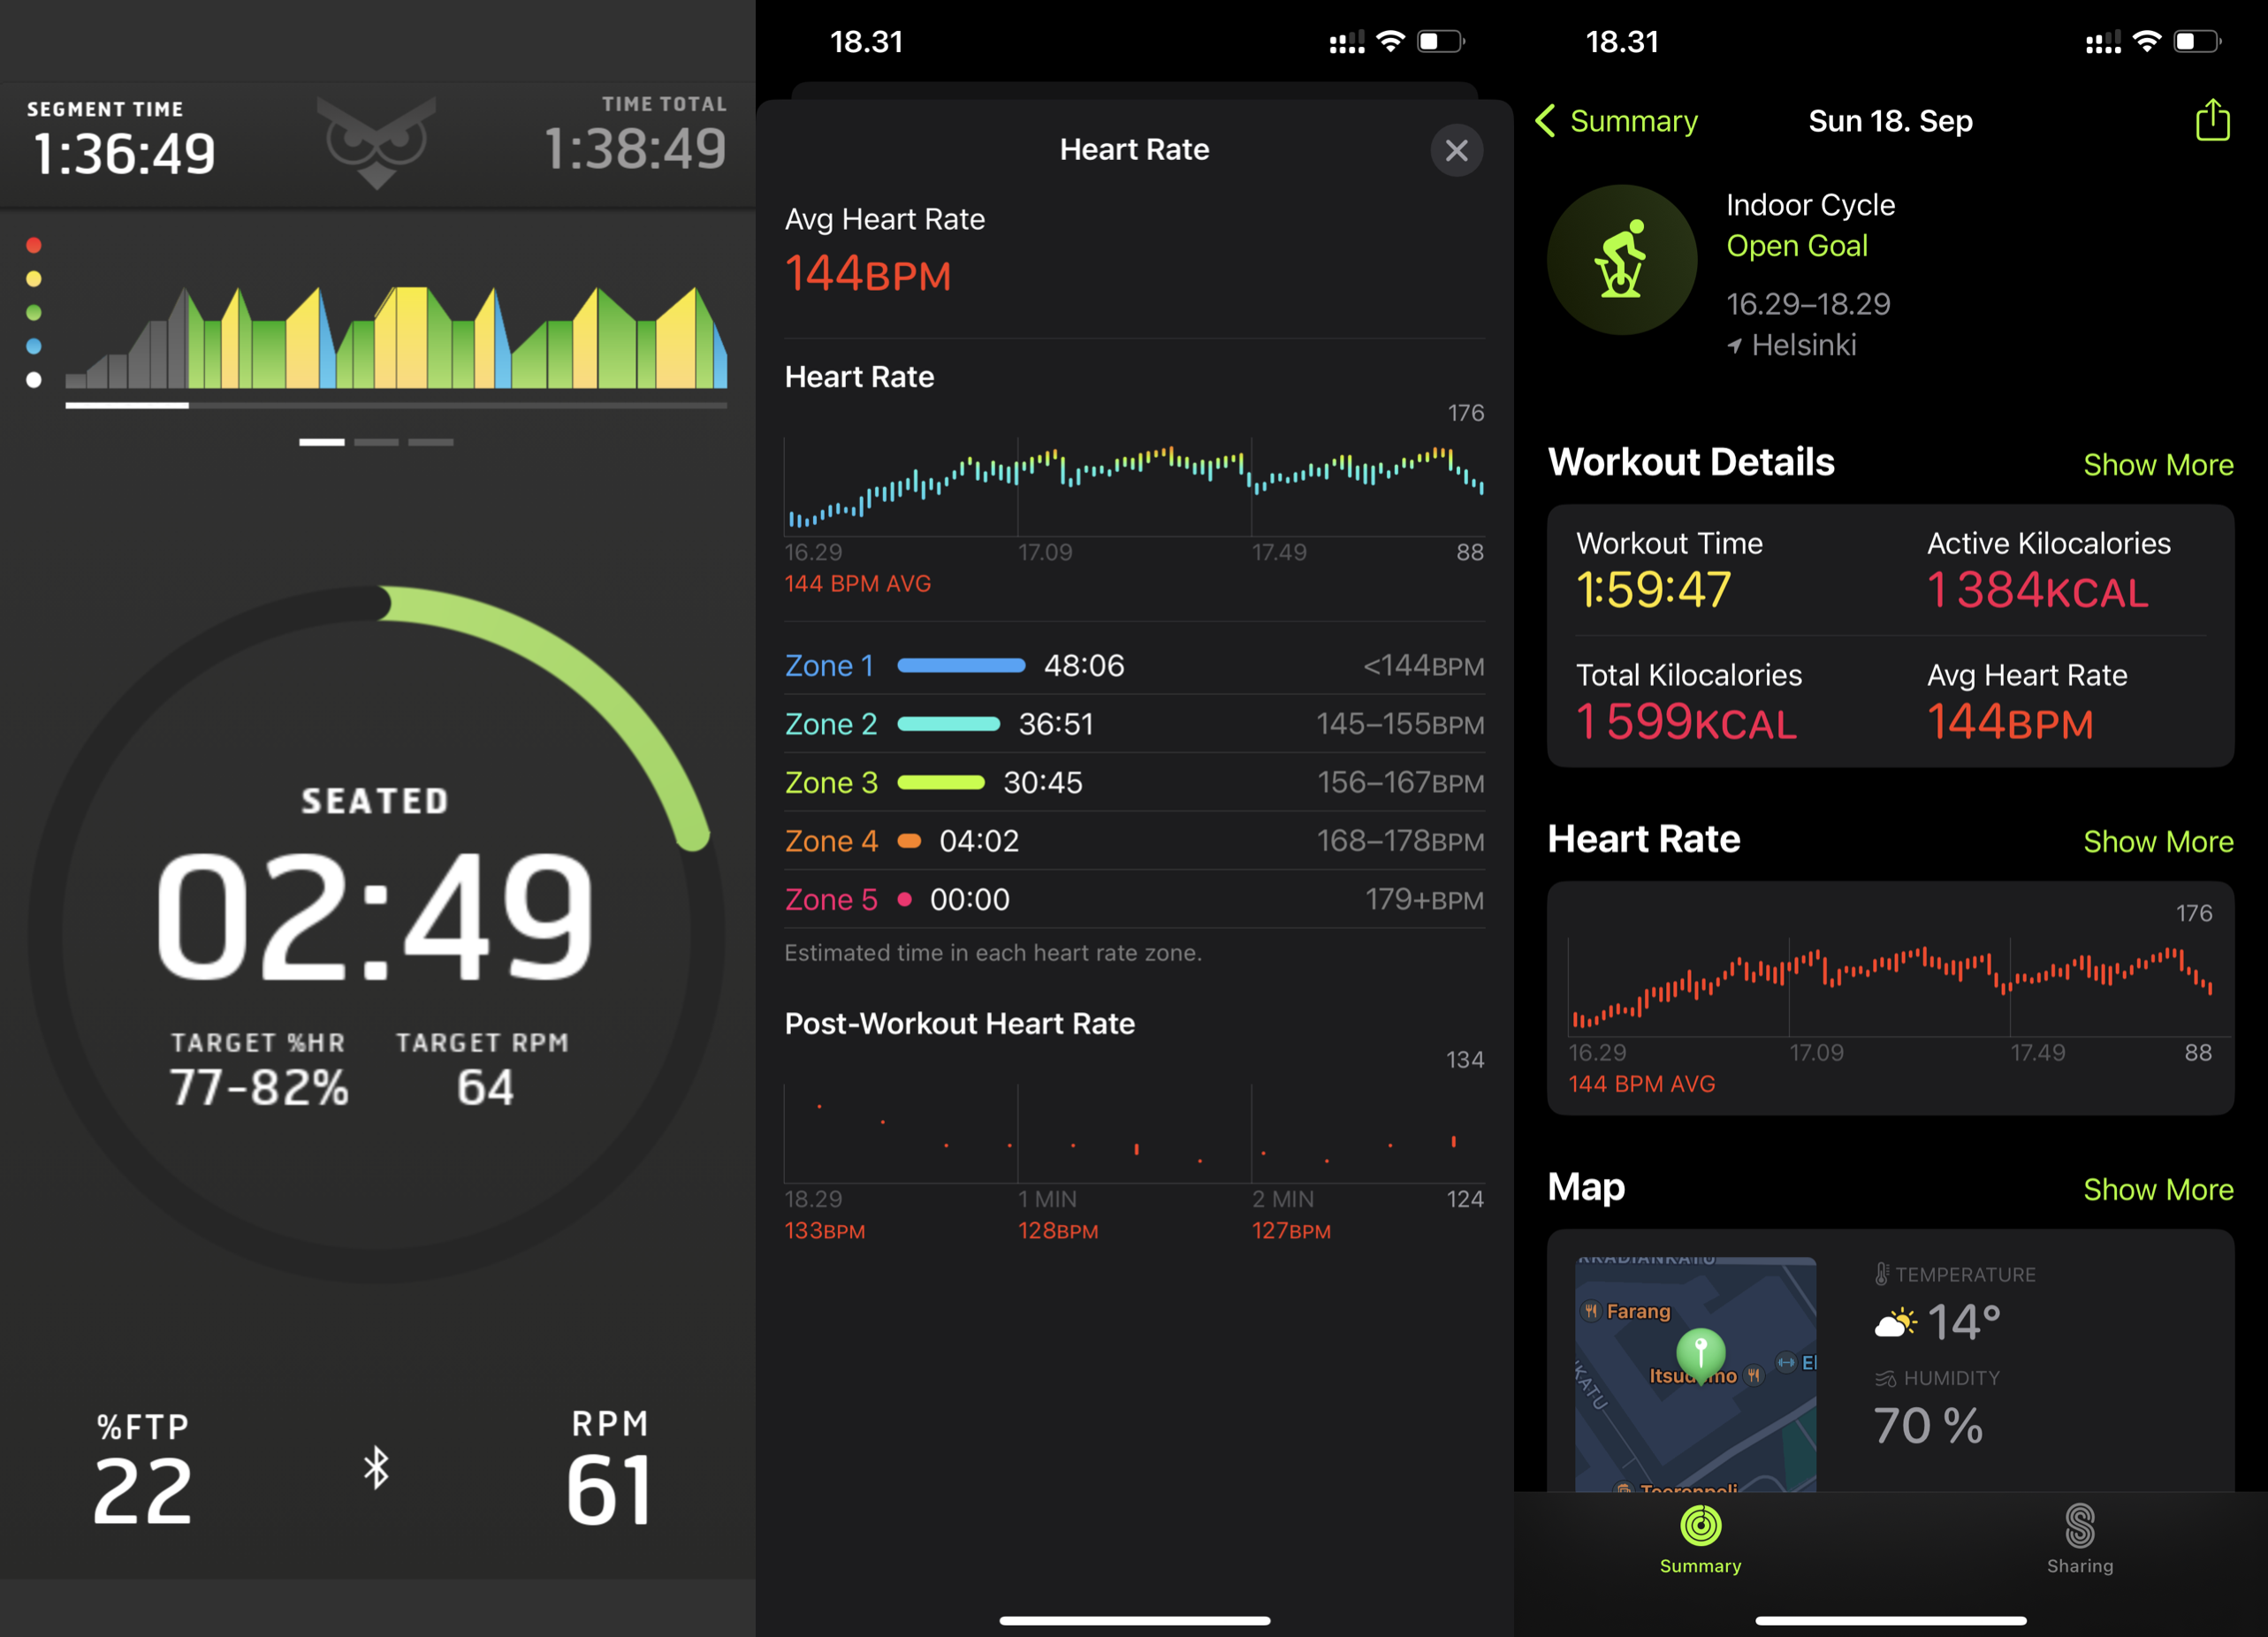 SEGMENT TIME
1:36:49
TIME TOTAL
1:38:49
SEATED
02:49
TARGET %HR
77-82%
TARGET RPM
64
%FTP
22
RPM
61
18.31
Heart Rate
Avg Heart Rate
144BPM
Heart Rate
176
16.29 17.09 17.49 88
144 BPM AVG
Zone 1 48:06 <144BPM
Zone 2 36:51 145–155BPM
Zone 3 30:45 156–167BPM
Zone 4 04:02 168–178BPM
Zone 5 00:00 179+BPM
Estimated time in each heart rate zone.
Post-Workout Heart Rate
134
18.29 1 MIN 2 MIN 124
133BPM 128BPM 127BPM
18.31
Summary
Sun 18. Sep
Indoor Cycle
Open Goal
16.29–18.29
Helsinki
Workout Details Show More
Workout Time
1:59:47
Active Kilocalories
1 384KCAL
Total Kilocalories
1 599KCAL
Avg Heart Rate
144BPM
Heart Rate Show More
176
16.29 17.09 17.49 88
144 BPM AVG
Map Show More
Farang
KATU
El
TEMPERATURE
14°
HUMIDITY
70 %
Summary
Sharing